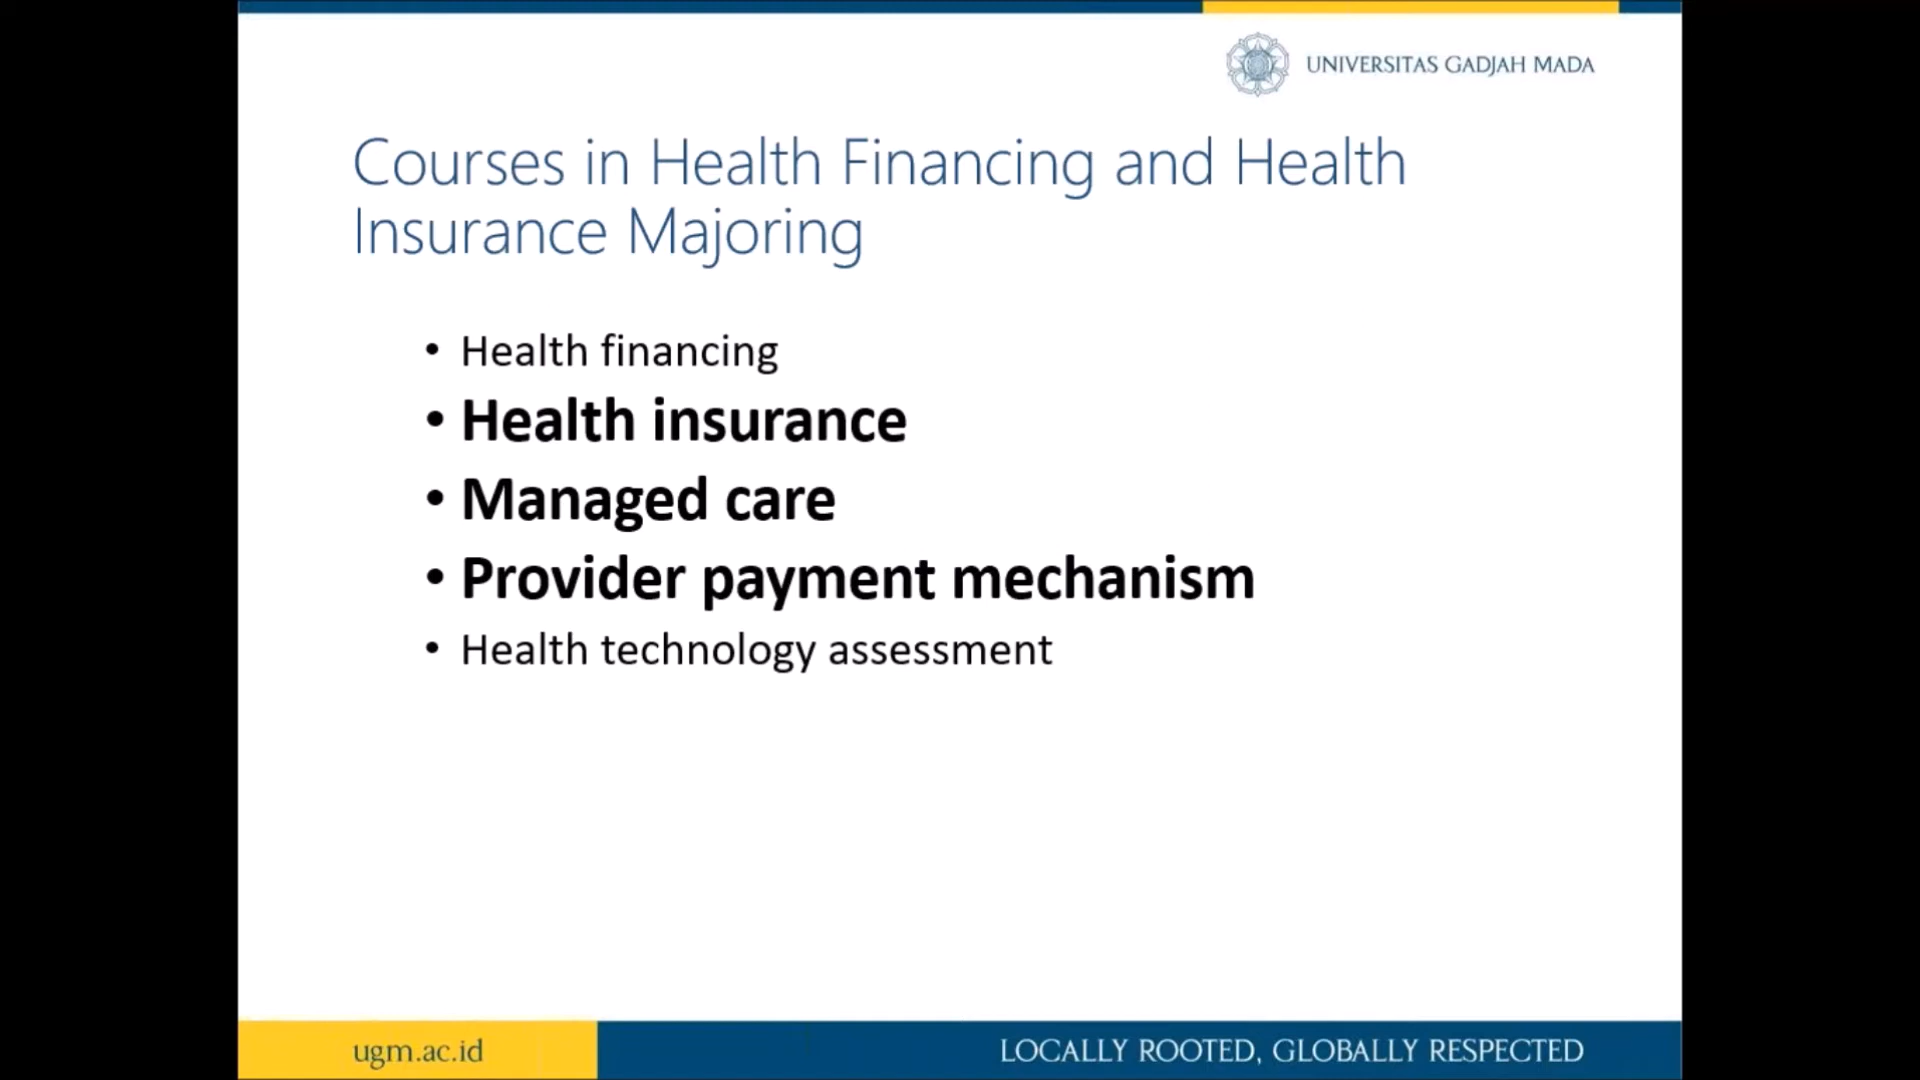 UNIVERSITAS GADJAH MADA
Courses in Health Financing and Health
Insurance Majoring
• Health financing
• Health insurance
• Managed care
• Provider payment mechanism
• Health technology assessment
ugm.ac.id
LOCALLY ROOTED, GLOBALLY RESPECTED